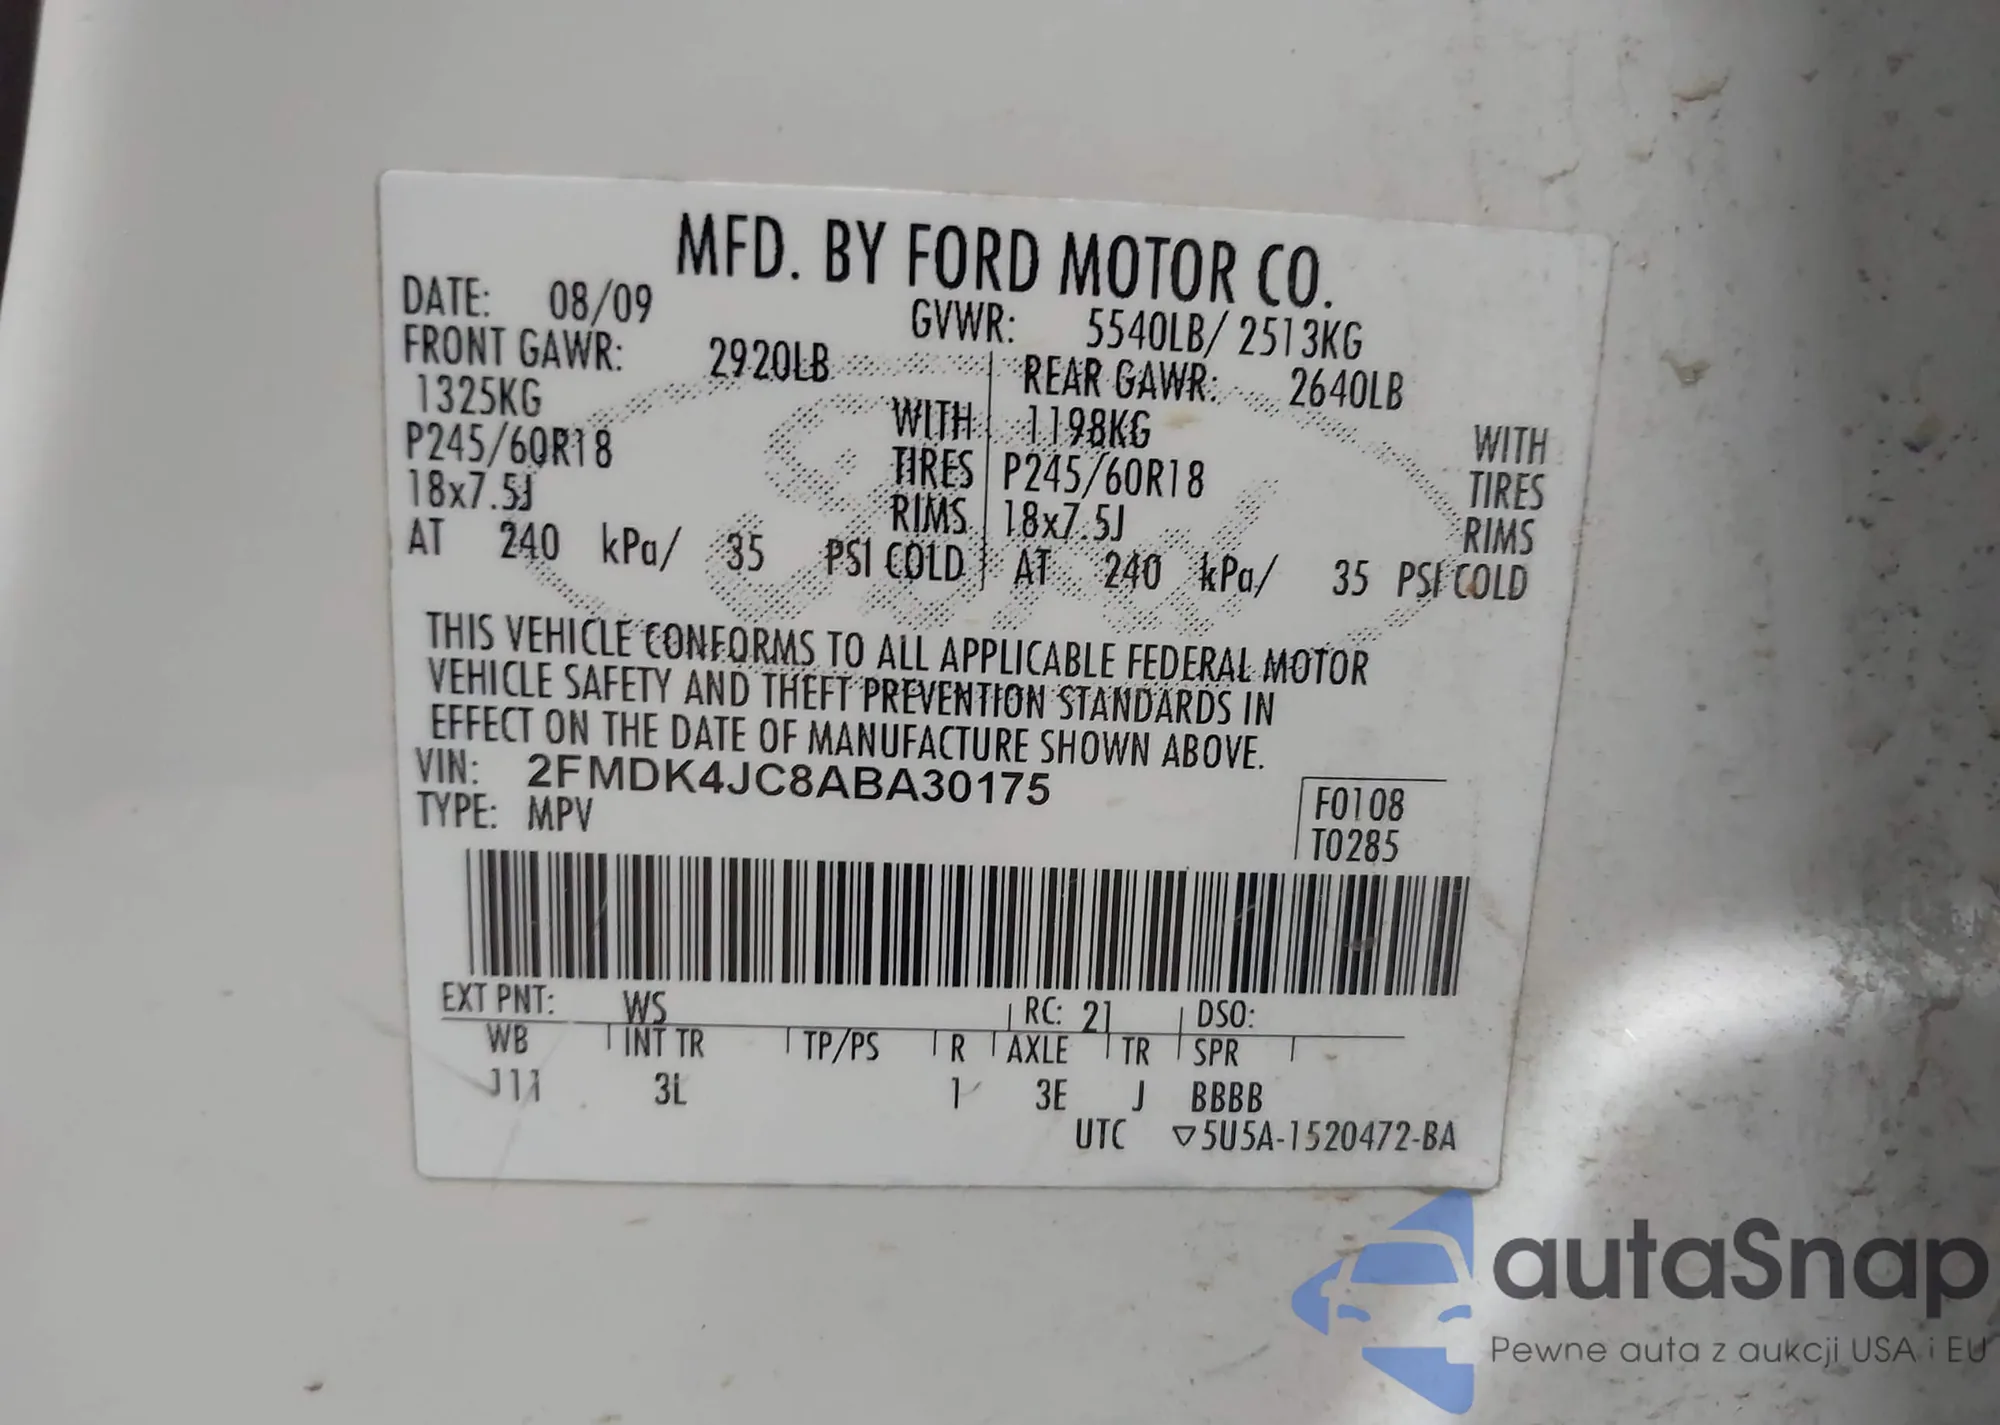 MFD. BY FORD MOTOR CO.
DATE: 08/09 GVWR: 5540LB/ 2513KG
FRONT GAWR: 2920LB REAR GAWR: 2640LB
1325KG WITH 1198KG WITH
P245/60R18 TIRES P245/60R18 TIRES
18x7.5J RIMS 18x7.5J RIMS
AT 240 kPa/ 35 PSI COLD AT 240 kPa/ 35 PSI COLD
THIS VEHICLE CONFORMS TO ALL APPLICABLE FEDERAL MOTOR
VEHICLE SAFETY AND THEFT PREVENTION STANDARDS IN
EFFECT ON THE DATE OF MANUFACTURE SHOWN ABOVE.
VIN: 2FMDK4JC8ABA30175
TYPE: MPV
F0108
T0285
EXT PNT: WS RC: 21 DSO:
WB INT TR TP/PS R AXLE TR SPR
J11 3L 1 3E J BBBB
UTC ▽5U5A-1520472-BA
autaSnap
Pewne auta z aukcji USA i EU